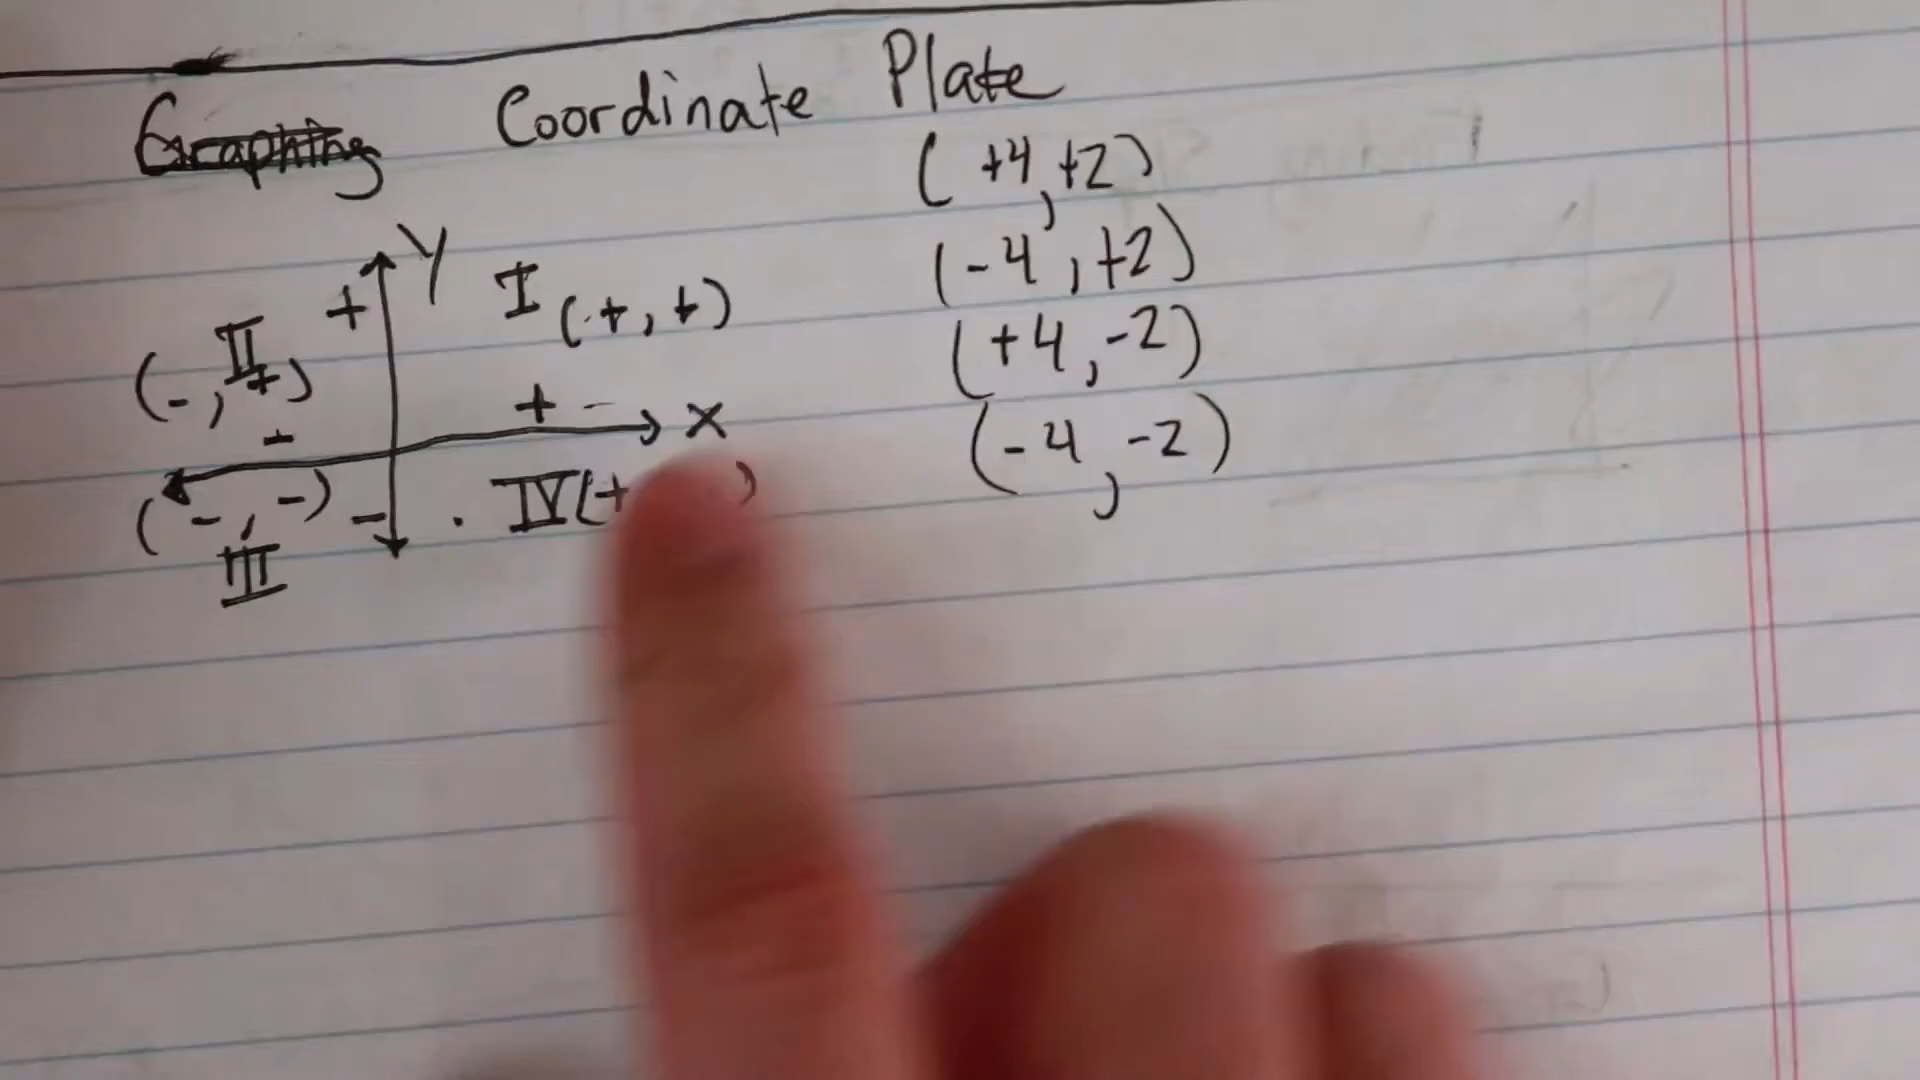 Graphing Coordinate Plate
(+4, +2)
(-4, +2)
(+4, -2)
(-4, -2)
Y
+
I (+, +)
II
(-, +)
-
+
X
(-, -)
III
-
IV (+ )